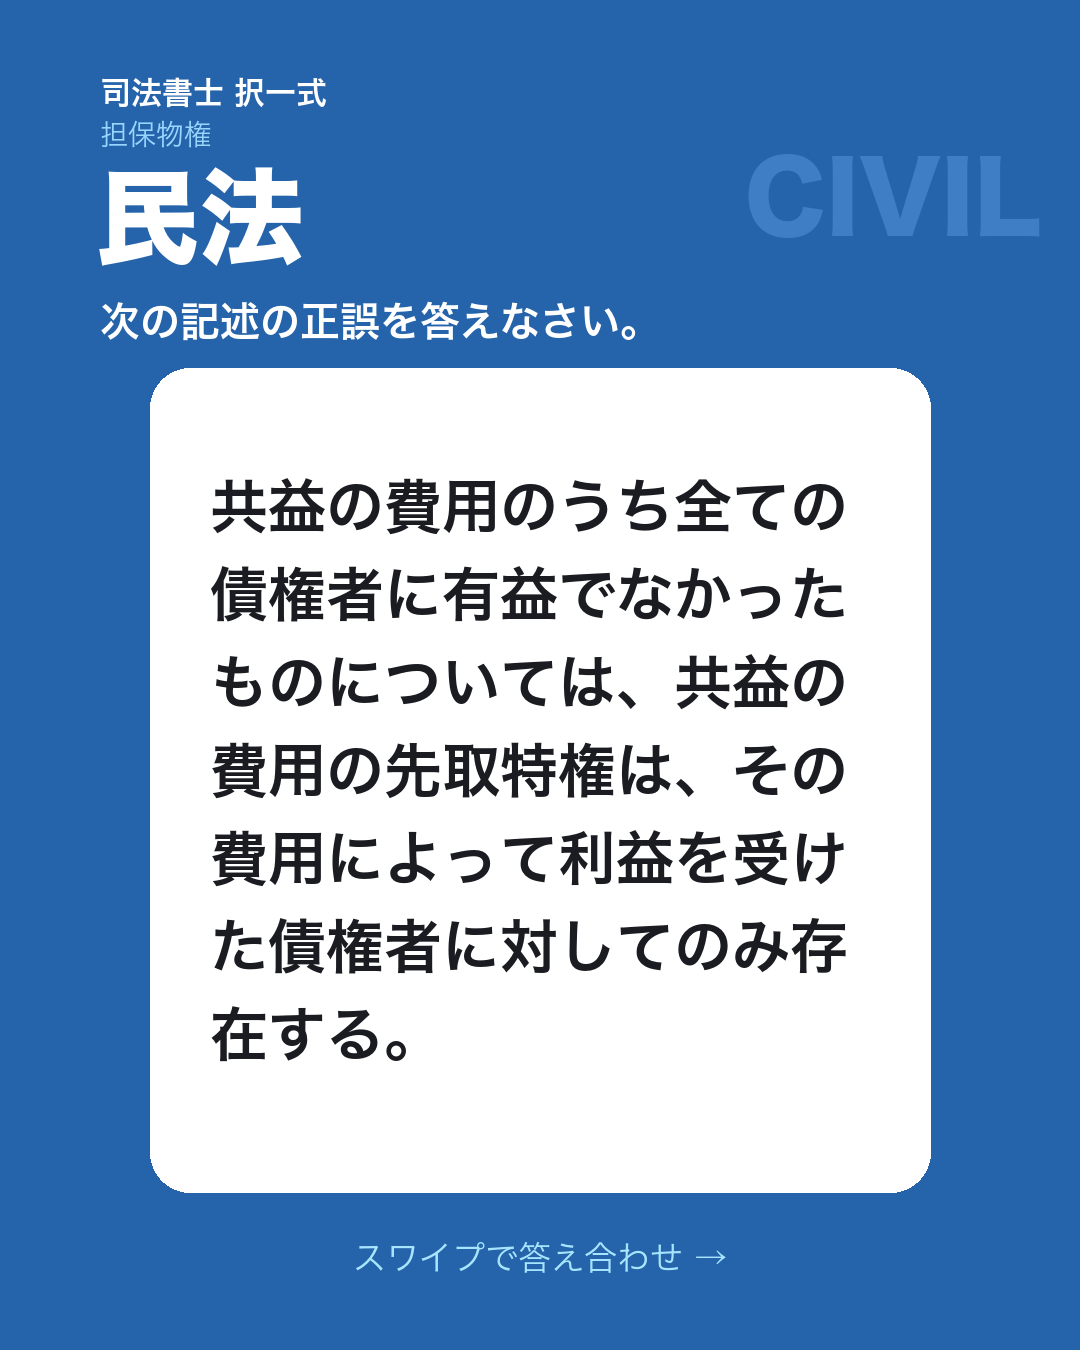 司法書士 択一式
担保物権
民法
CIVIL
次の記述の正誤を答えなさい。
共益の費用のうち全ての
債権者に有益でなかった
ものについては、共益の
費用の先取特権は、その
費用によって利益を受け
た債権者に対してのみ存
在する。
スワイプで答え合わせ →